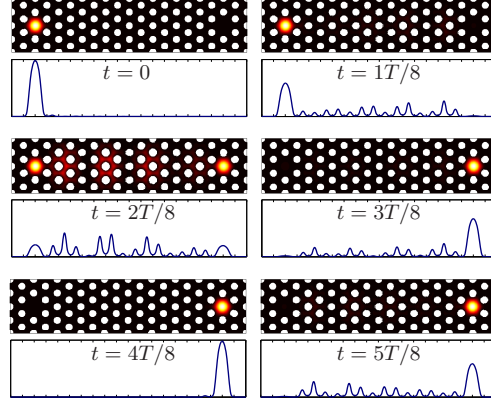 t = 0
t = 1T/8
t = 2T/8
t = 3T/8
t = 4T/8
t = 5T/8